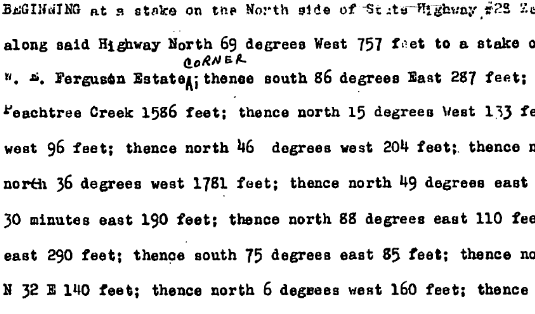 BEGINNING at a stake on the North side of State Highway #23
along said Highway North 69 degrees West 757 feet to a stake
CORNER
Ferguson Estate; thence south 86 degrees East 287 feet;
Peachtree Creek 1586 feet; thence north 15 degrees West 133 fe
west 96 feet; thence north 46 degrees west 204 feet; thence n
north 36 degrees west 1781 feet; thence north 49 degrees east
30 minutes east 190 feet; thence north 88 degrees east 110 fee
east 290 feet; thence south 75 degrees east 85 feet; thence no
N 32 E 140 feet; thence north 6 degrees west 160 feet; thence